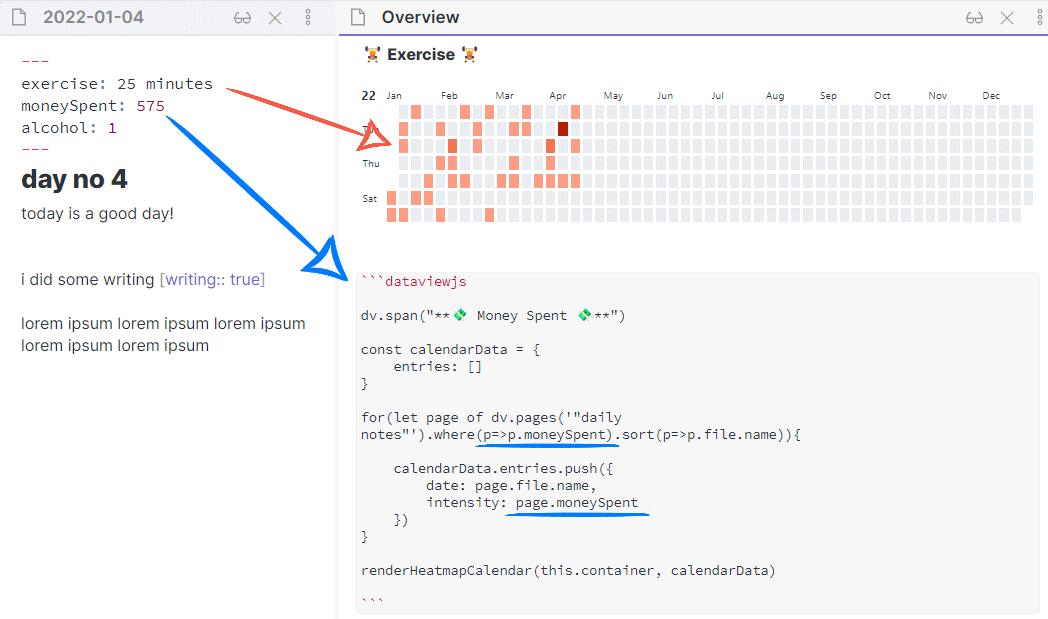 2022-01-04
---
exercise: 25 minutes
moneySpent: 575
alcohol: 1
---
day no 4
today is a good day!
i did some writing [writing:: true]
lorem ipsum lorem ipsum lorem ipsum
lorem ipsum lorem ipsum
Overview
🏋️ Exercise 🏋️
22 Jan Feb Mar Apr May Jun Jul Aug Sep Oct Nov Dec
Tue
Thu
Sat
```dataviewjs
dv.span("**💸 Money Spent 💸**")
const calendarData = {
    entries: []
}
for(let page of dv.pages('"daily
notes"').where(p=>p.moneySpent).sort(p=>p.file.name)){
    calendarData.entries.push({
        date: page.file.name,
        intensity: page.moneySpent
    })
}
renderHeatmapCalendar(this.container, calendarData)
```